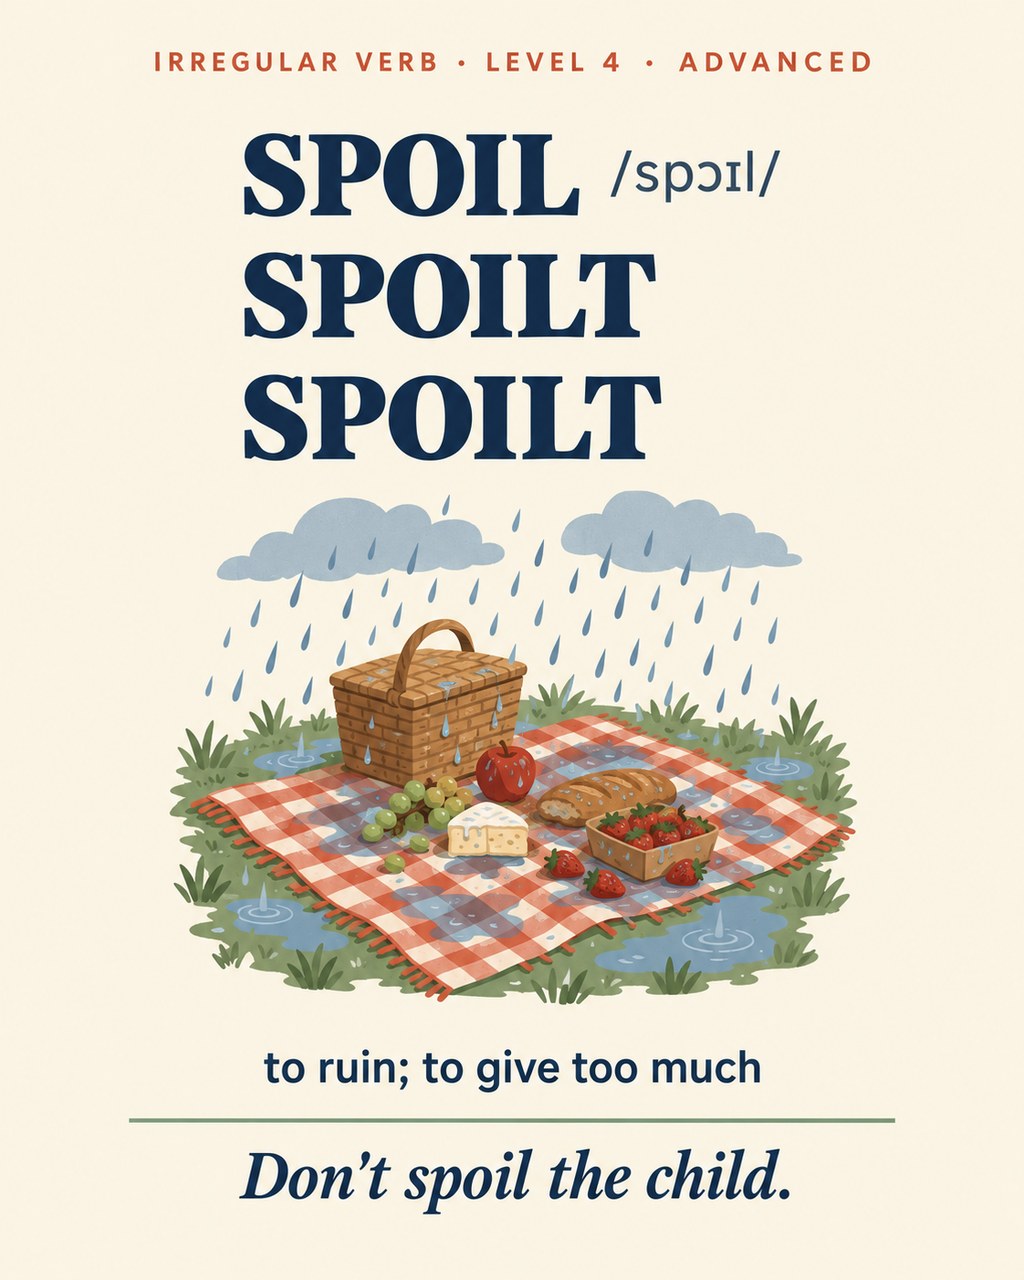 IRREGULAR VERB · LEVEL 4 · ADVANCED
SPOIL /spɔɪl/
SPOILT
SPOILT
to ruin; to give too much
Don’t spoil the child.